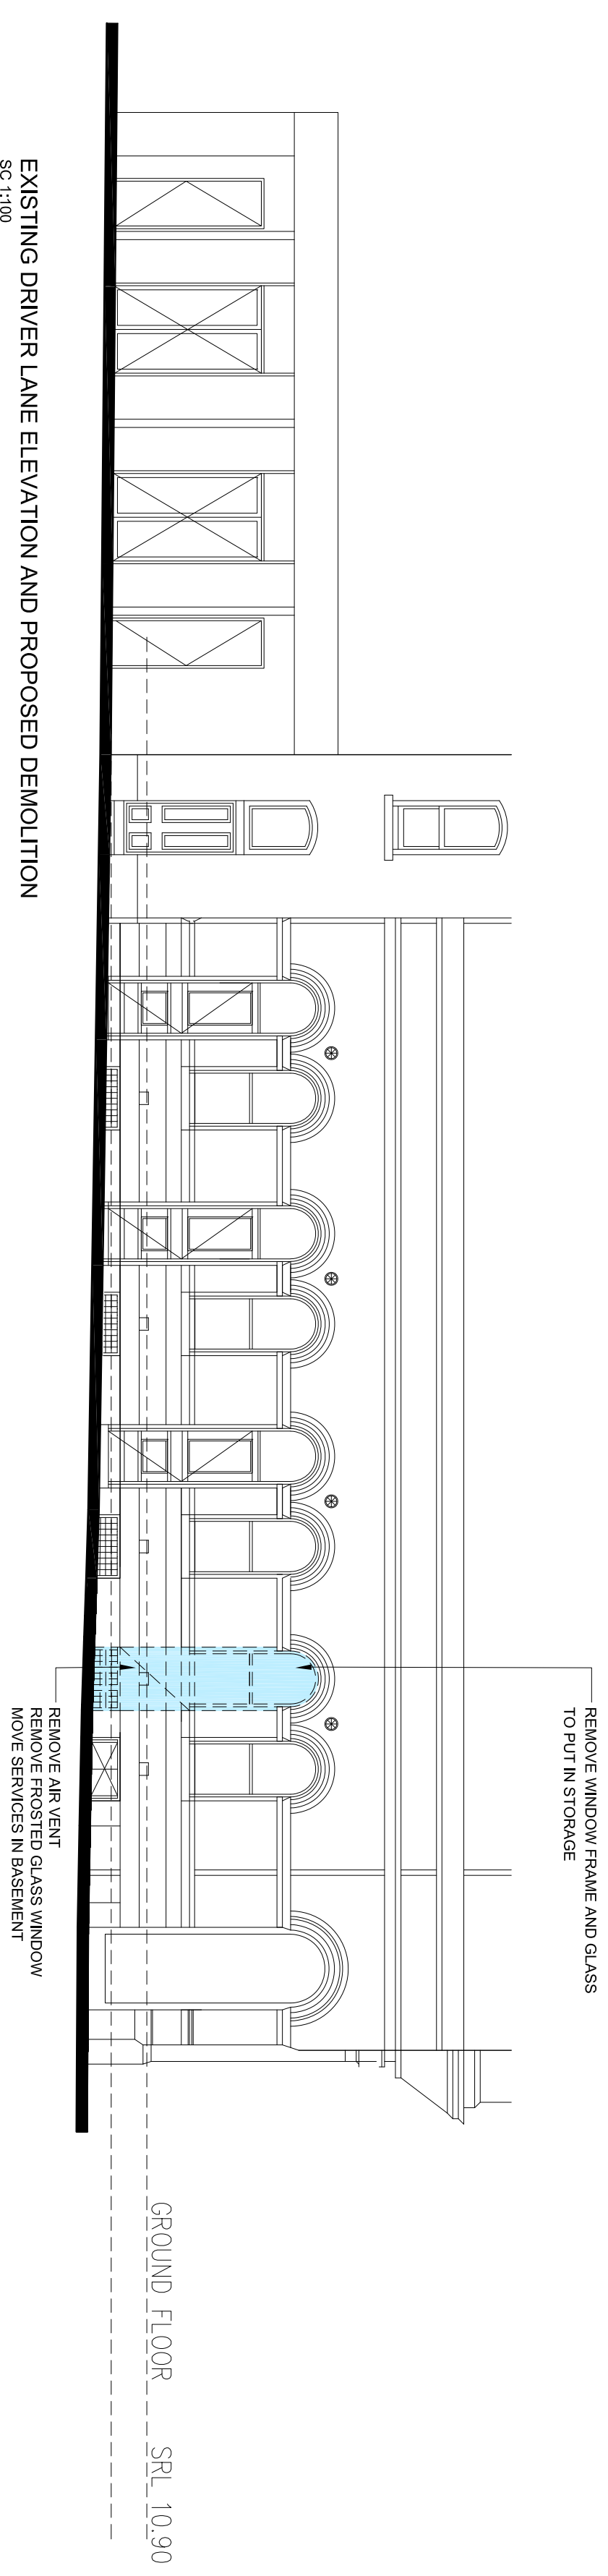 REMOVE WINDOW FRAME AND GLASS
TO PUT IN STORAGE
GROUND FLOOR SRL 10.90
REMOVE AIR VENT
REMOVE FROSTED GLASS WINDOW
MOVE SERVICES IN BASEMENT
EXISTING DRIVER LANE ELEVATION AND PROPOSED DEMOLITION
SC 1:100